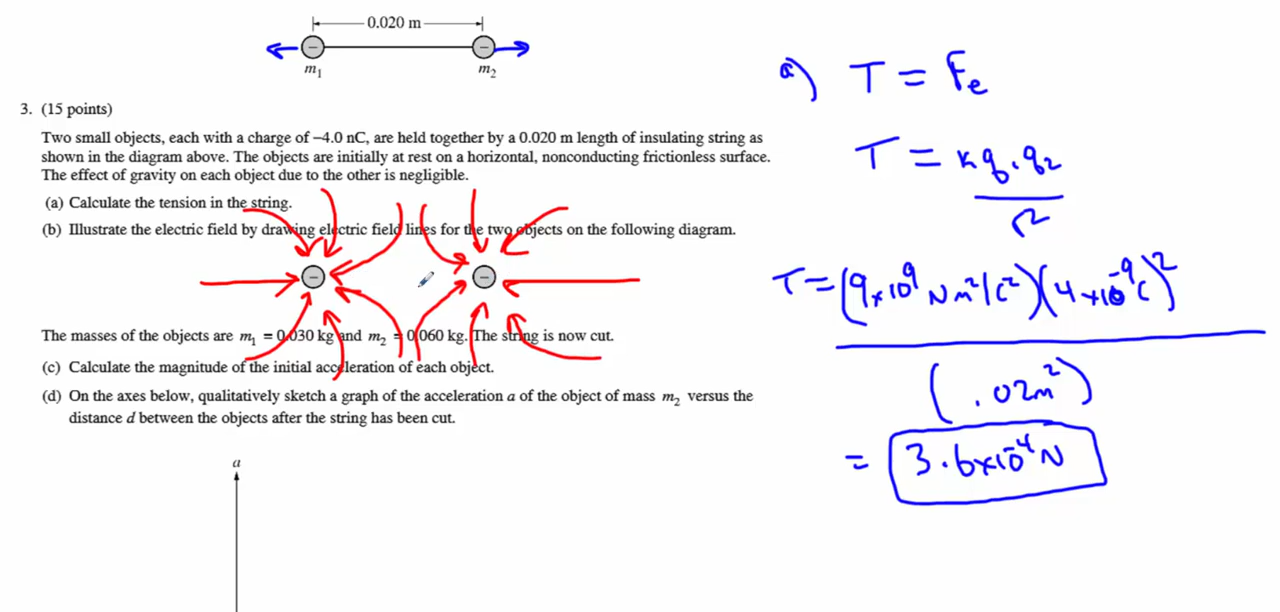 0.020 m
m₁
m₂
3. (15 points)
Two small objects, each with a charge of –4.0 nC, are held together by a 0.020 m length of insulating string as
shown in the diagram above. The objects are initially at rest on a horizontal, nonconducting frictionless surface.
The effect of gravity on each object due to the other is negligible.
(a) Calculate the tension in the string.
(b) Illustrate the electric field by drawing electric field lines for the two objects on the following diagram.
The masses of the objects are m₁ = 0.030 kg and m₂ = 0.060 kg. The string is now cut.
(c) Calculate the magnitude of the initial acceleration of each object.
(d) On the axes below, qualitatively sketch a graph of the acceleration a of the object of mass m₂ versus the
distance d between the objects after the string has been cut.
a
a) T = Fe
T = k q₁ · q₂
r²
T = (9×10⁹ Nm²/C²)(4×10⁻⁹C)²
(.02m²)
= 3.6×10⁻⁴ N